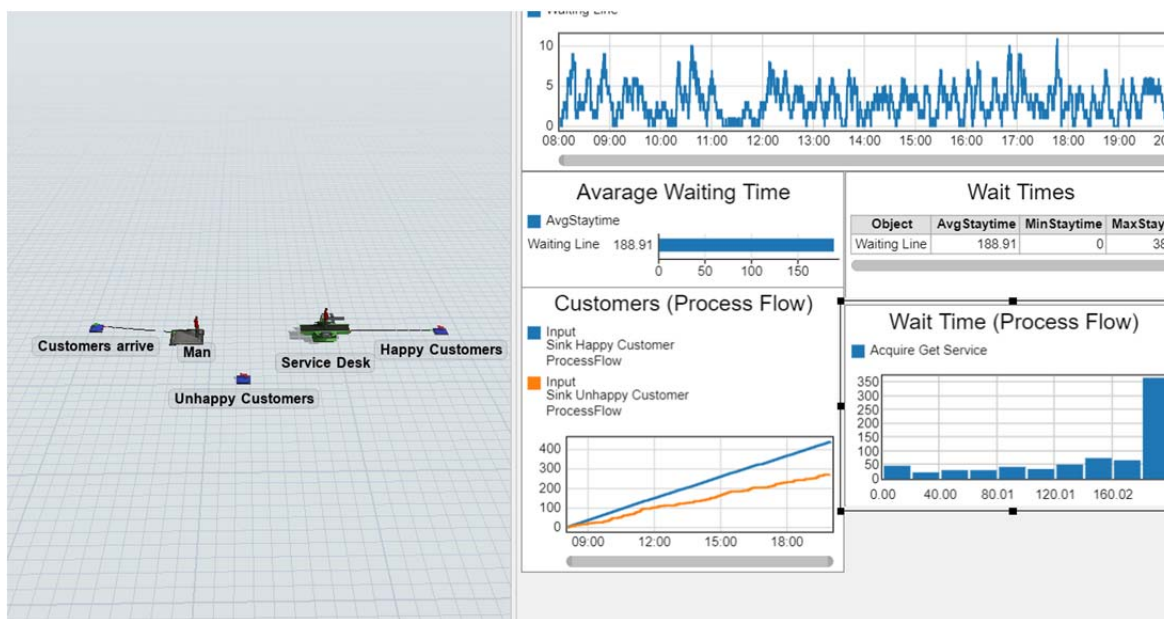 Customers arrive
Man
Service Desk
Happy Customers
Unhappy Customers
Waiting Line
10
5
0
08:00 09:00 10:00 11:00 12:00 13:00 14:00 15:00 16:00 17:00 18:00 19:00 20
Avarage Waiting Time
AvgStaytime
Waiting Line 188.91
0 50 100 150
Wait Times
Object AvgStaytime MinStaytime MaxStay
Waiting Line 188.91 0 38
Customers (Process Flow)
Input
Sink Happy Customer
ProcessFlow
Input
Sink Unhappy Customer
ProcessFlow
400
300
200
100
0
09:00 12:00 15:00 18:00
Wait Time (Process Flow)
Acquire Get Service
350
300
250
200
150
100
50
0
0.00 40.00 80.01 120.01 160.02